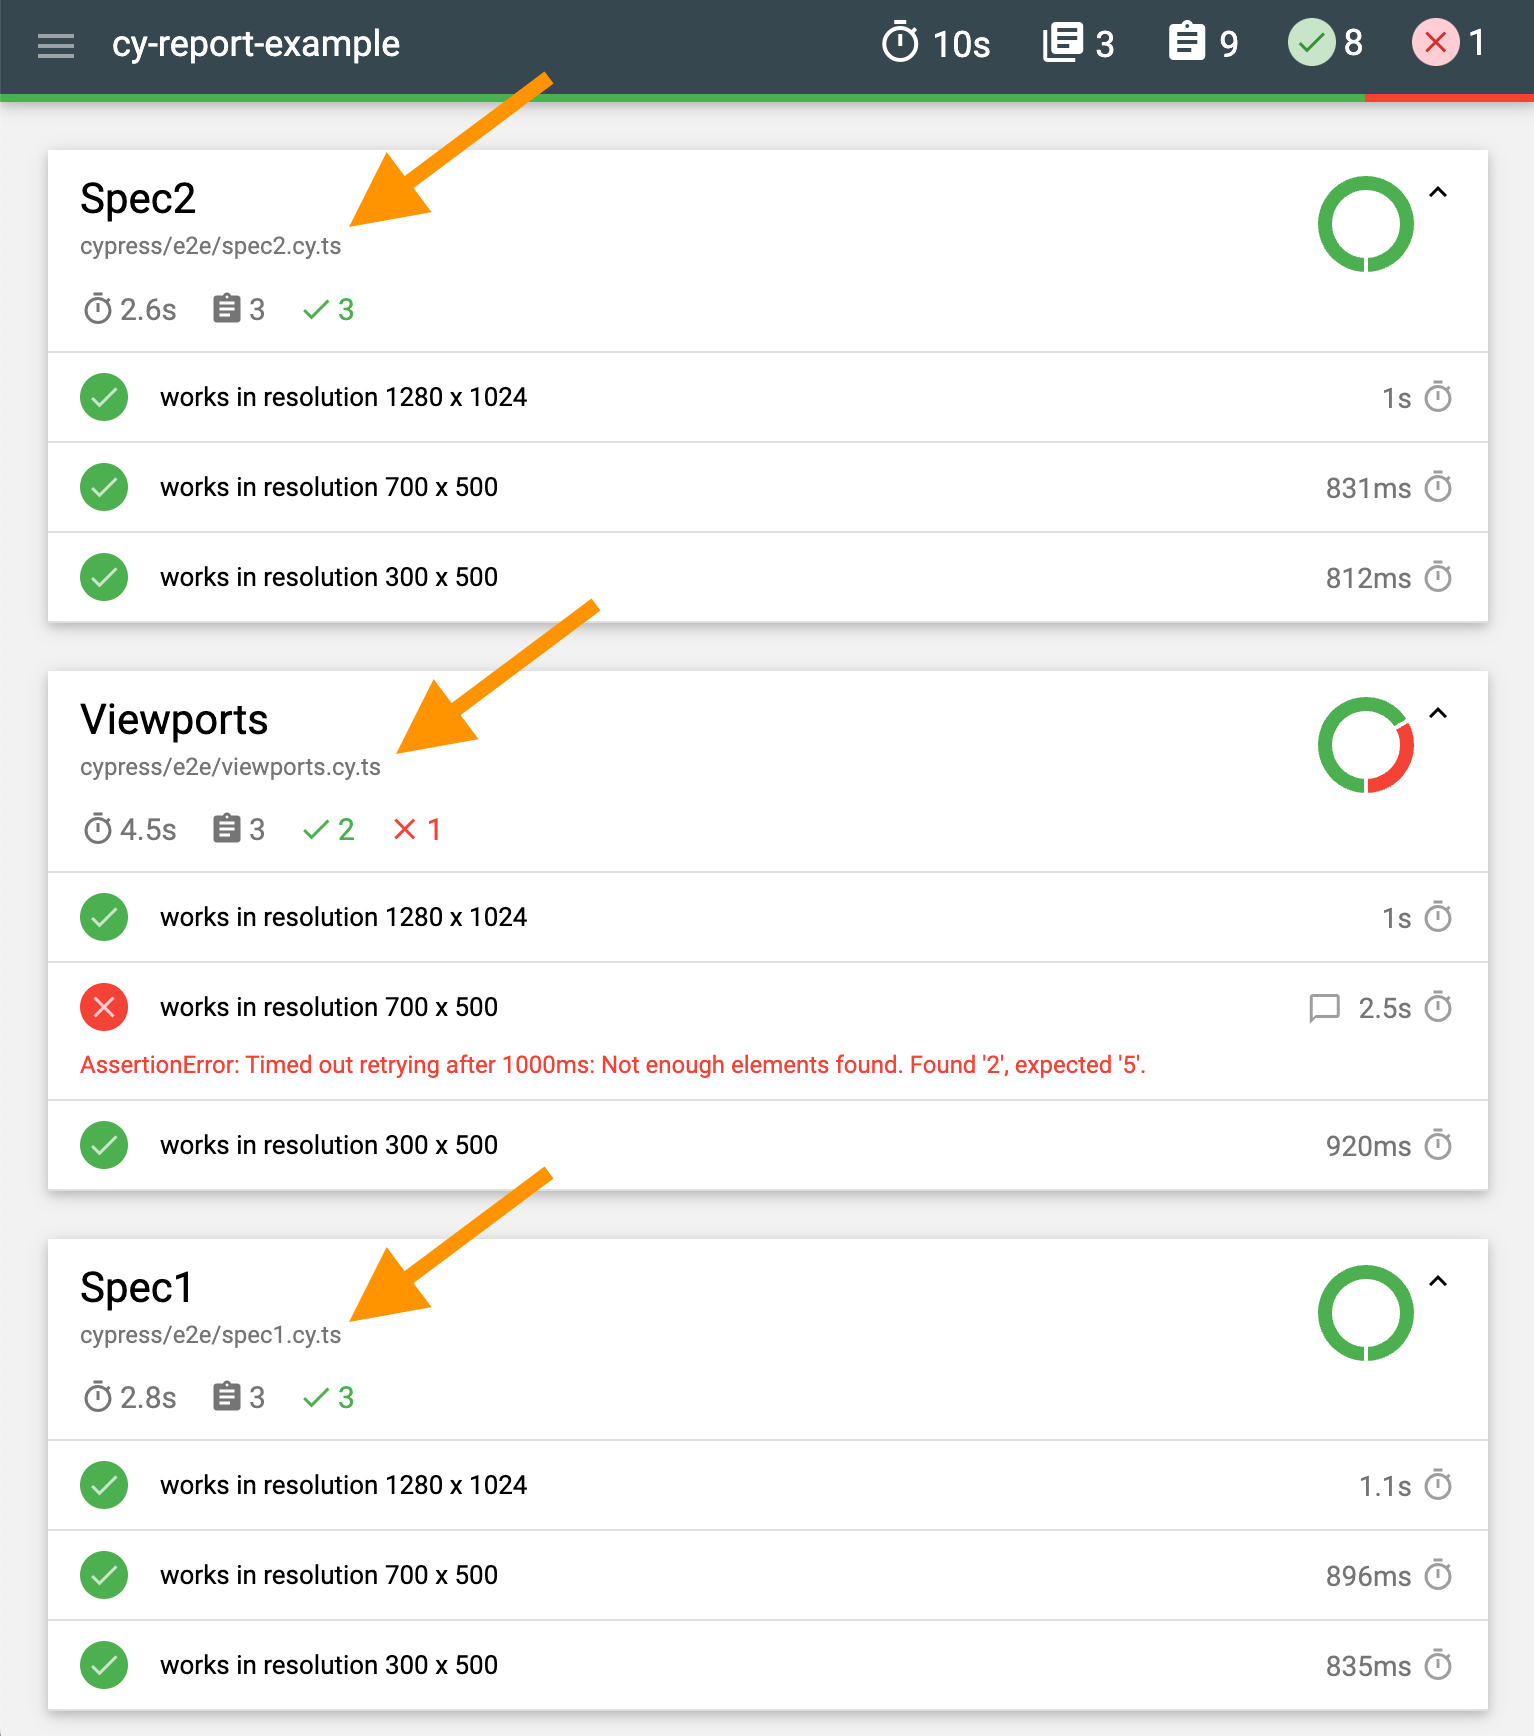 cy-report-example 10s 3 9 8 1
Spec2
cypress/e2e/spec2.cy.ts
2.6s 3 3
works in resolution 1280 x 1024 1s
works in resolution 700 x 500 831ms
works in resolution 300 x 500 812ms
Viewports
cypress/e2e/viewports.cy.ts
4.5s 3 2 1
works in resolution 1280 x 1024 1s
works in resolution 700 x 500 2.5s
AssertionError: Timed out retrying after 1000ms: Not enough elements found. Found '2', expected '5'.
works in resolution 300 x 500 920ms
Spec1
cypress/e2e/spec1.cy.ts
2.8s 3 3
works in resolution 1280 x 1024 1.1s
works in resolution 700 x 500 896ms
works in resolution 300 x 500 835ms